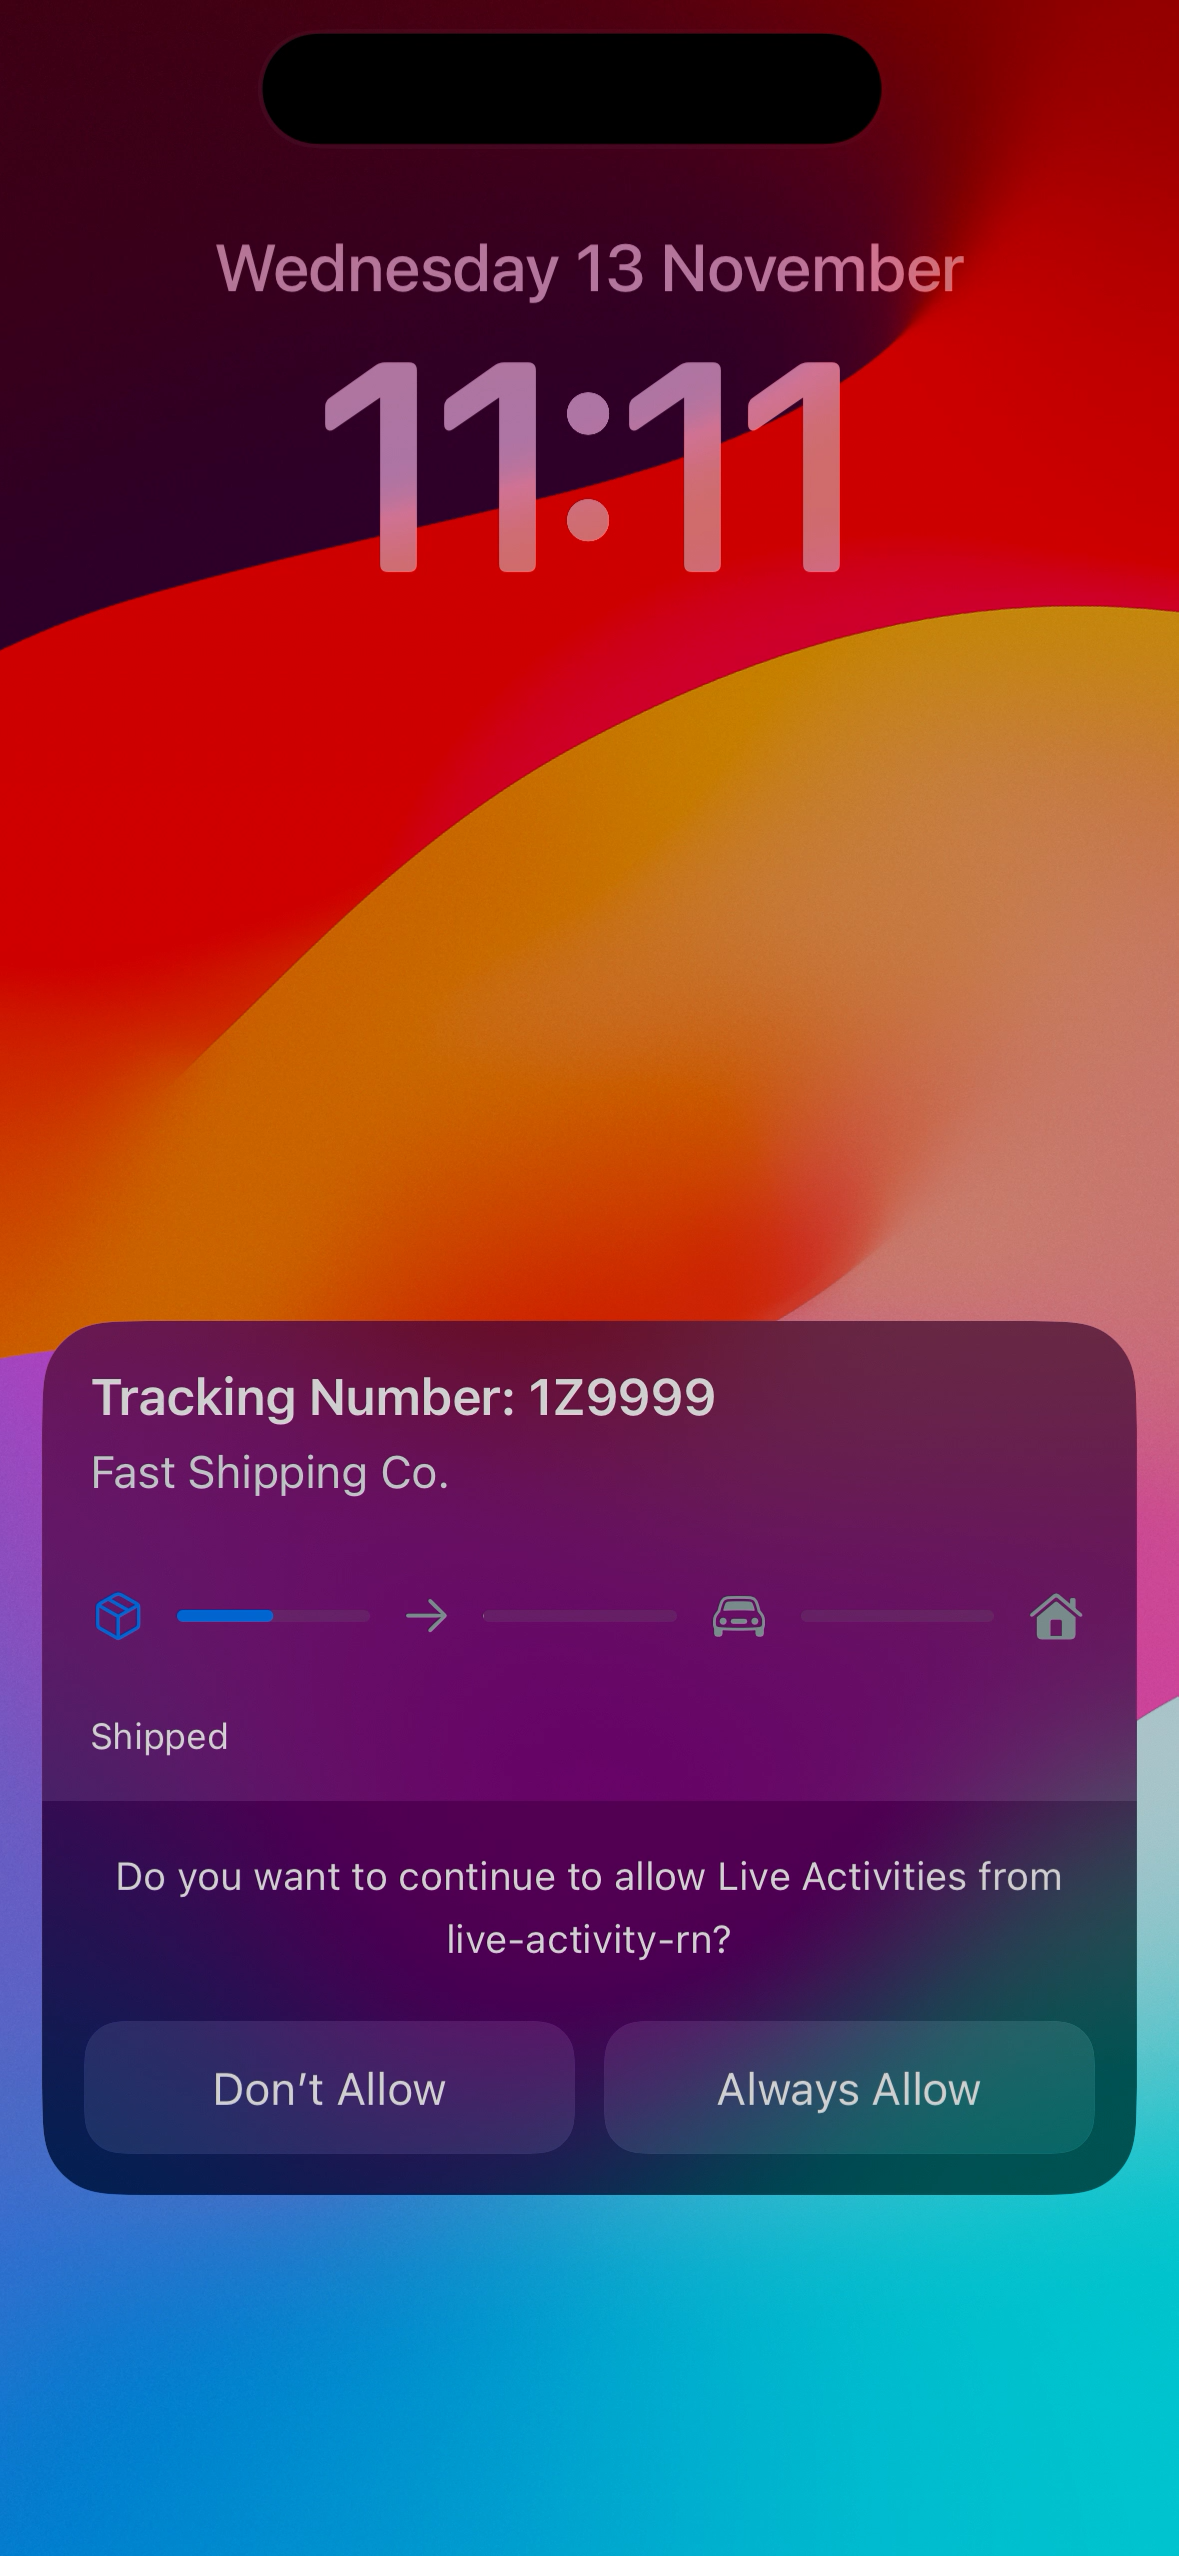 Wednesday 13 November
11:11
Tracking Number: 1Z9999
Fast Shipping Co.
Shipped
Do you want to continue to allow Live Activities from
live-activity-rn?
Don’t Allow
Always Allow